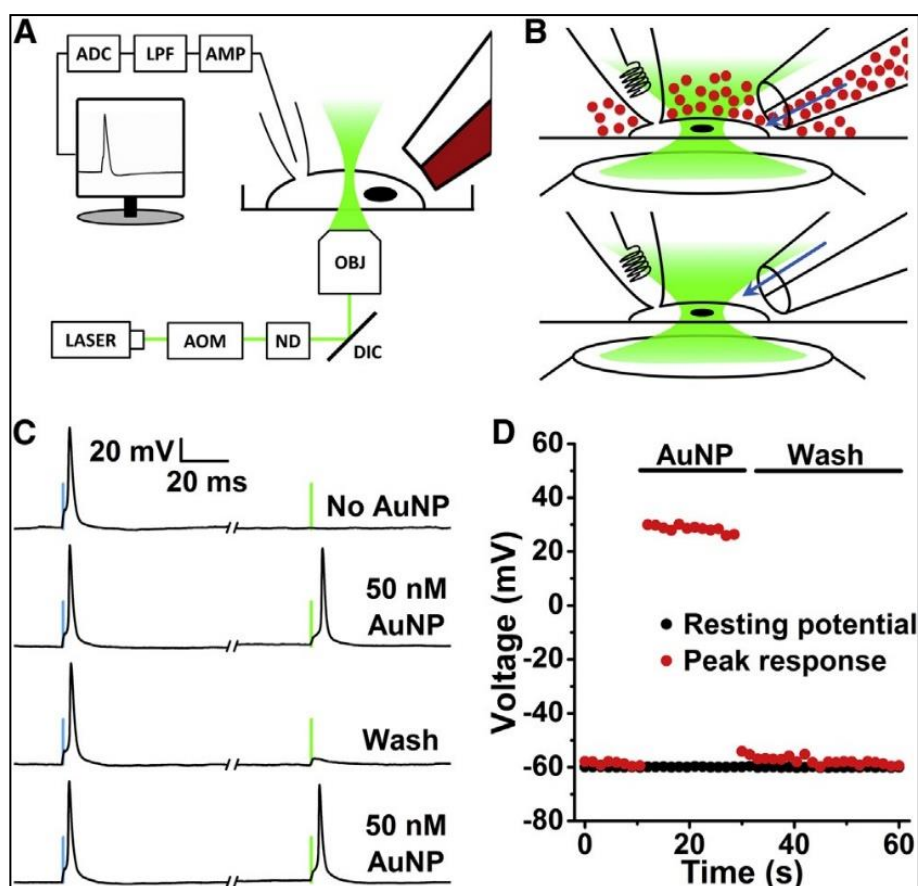 A
ADC LPF AMP
OBJ
LASER AOM ND
DIC
B
C
20 mV
20 ms
No AuNP
50 nM
AuNP
Wash
50 nM
AuNP
D
AuNP Wash
60
40
20
0
-20
-40
-60
-80
Voltage (mV)
Resting potential
Peak response
0 20 40 60
Time (s)